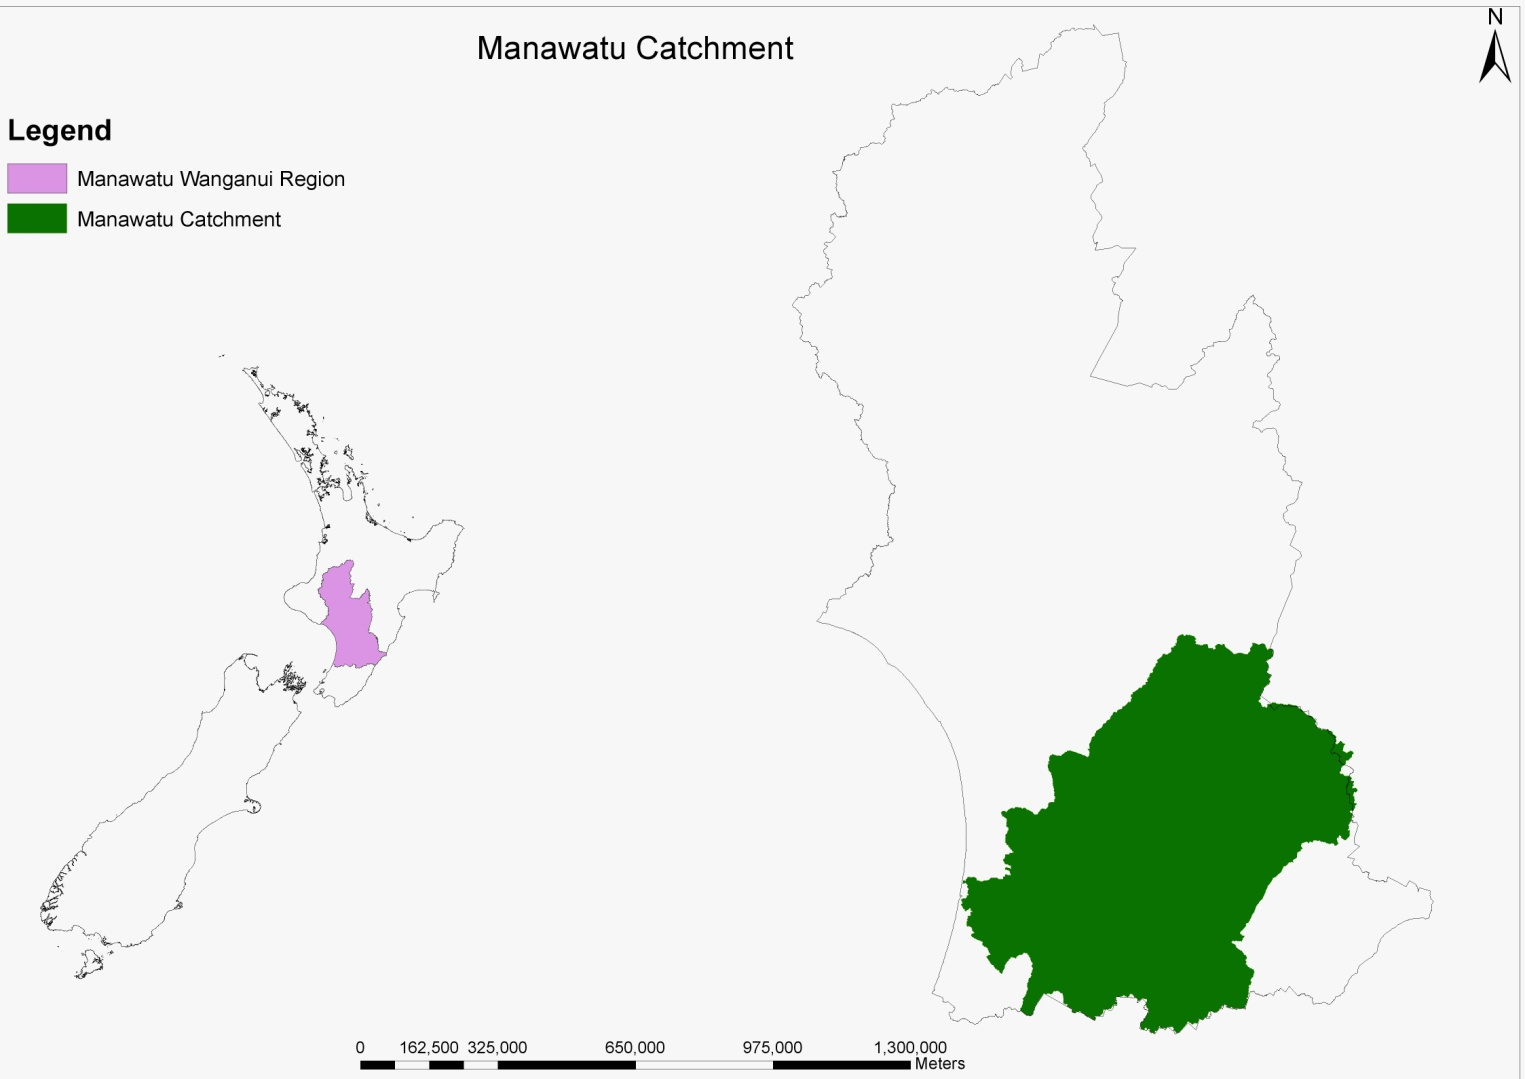 Manawatu Catchment
N
Legend
Manawatu Wanganui Region
Manawatu Catchment
0 162,500 325,000 650,000 975,000 1,300,000
Meters